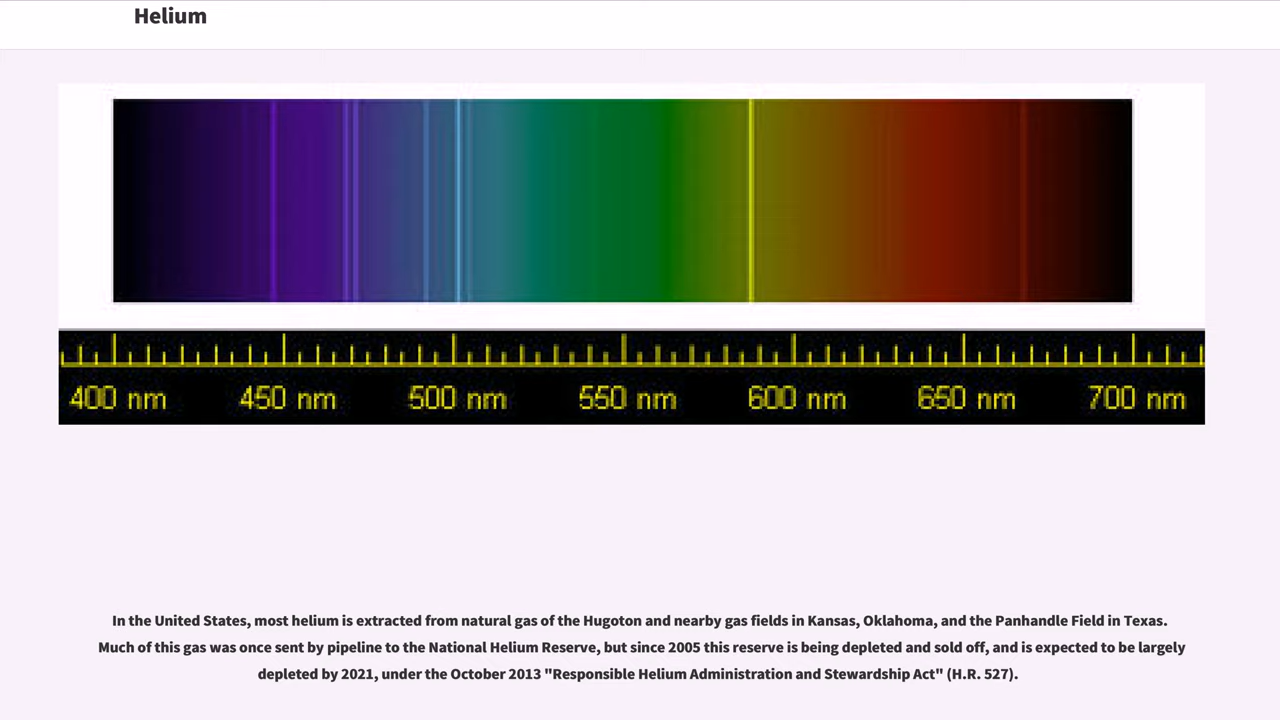 Helium
400 nm 450 nm 500 nm 550 nm 600 nm 650 nm 700 nm
In the United States, most helium is extracted from natural gas of the Hugoton and nearby gas fields in Kansas, Oklahoma, and the Panhandle Field in Texas.
Much of this gas was once sent by pipeline to the National Helium Reserve, but since 2005 this reserve is being depleted and sold off, and is expected to be largely
depleted by 2021, under the October 2013 "Responsible Helium Administration and Stewardship Act" (H.R. 527).